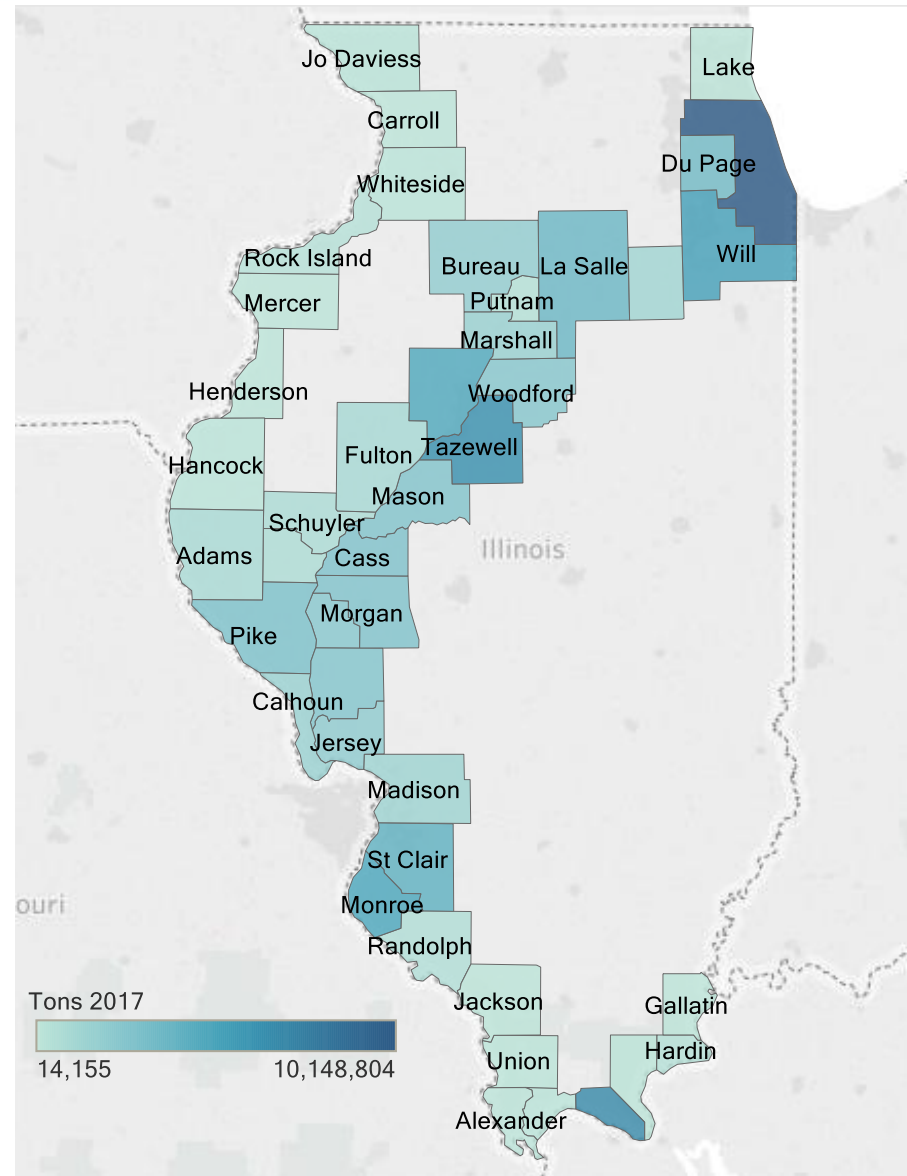 Jo Daviess
Lake
Carroll
Du Page
Whiteside
Will
Rock Island
Bureau
La Salle
Mercer
Putnam
Marshall
Henderson
Woodford
Tazewell
Fulton
Hancock
Mason
Schuyler
Illinois
Adams
Cass
Morgan
Pike
Calhoun
Jersey
Madison
St Clair
ouri
Monroe
Randolph
Jackson
Gallatin
Tons 2017
Hardin
Union
14,155
10,148,804
Alexander